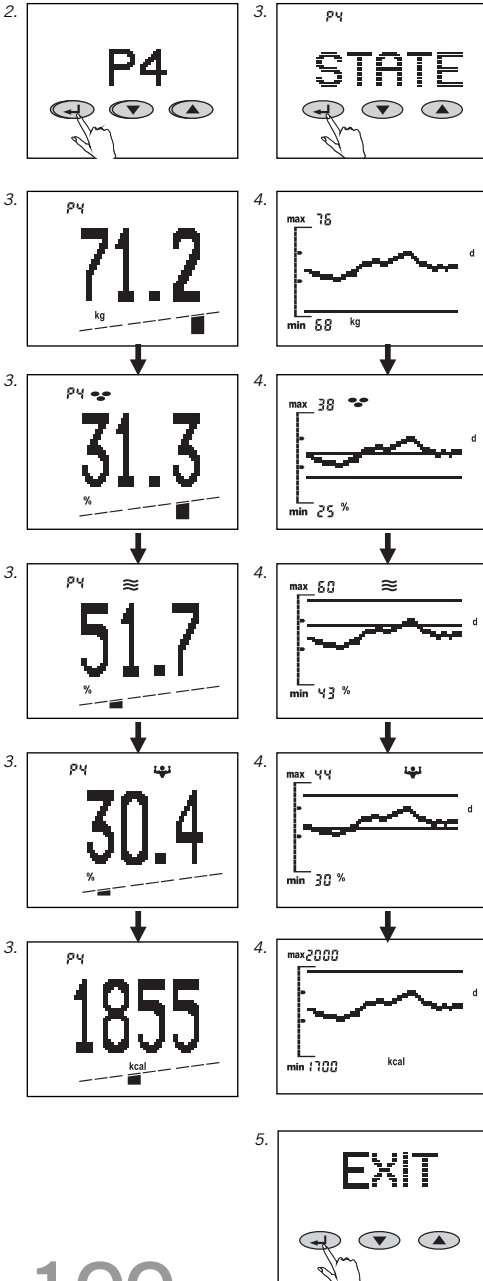 2.
P4
3.
P4
STATE
3.
P4
71.2
kg
4.
max 76
d
min 68 kg
3.
P4
31.3
%
4.
max 38
d
min 25 %
3.
P4
51.7
%
4.
max 60
d
min 43 %
3.
P4
30.4
%
4.
max 44
d
min 30 %
3.
P4
1855
kcal
4.
max 2000
d
min 1700 kcal
5.
EXIT